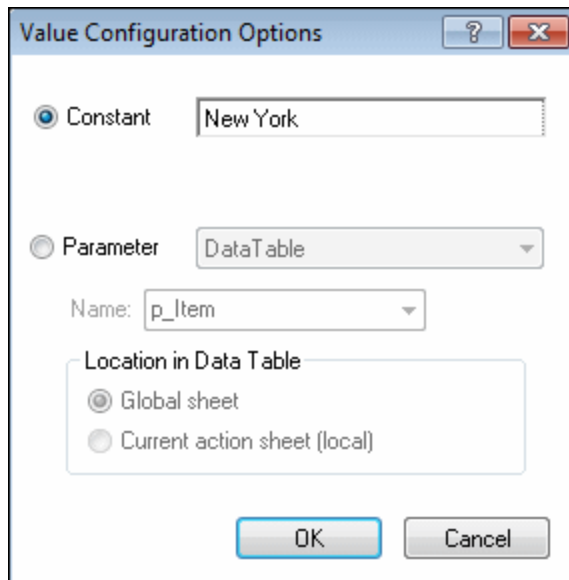 Value Configuration Options
Constant New York
Parameter DataTable
Name: p_Item
Location in Data Table
Global sheet
Current action sheet (local)
OK Cancel